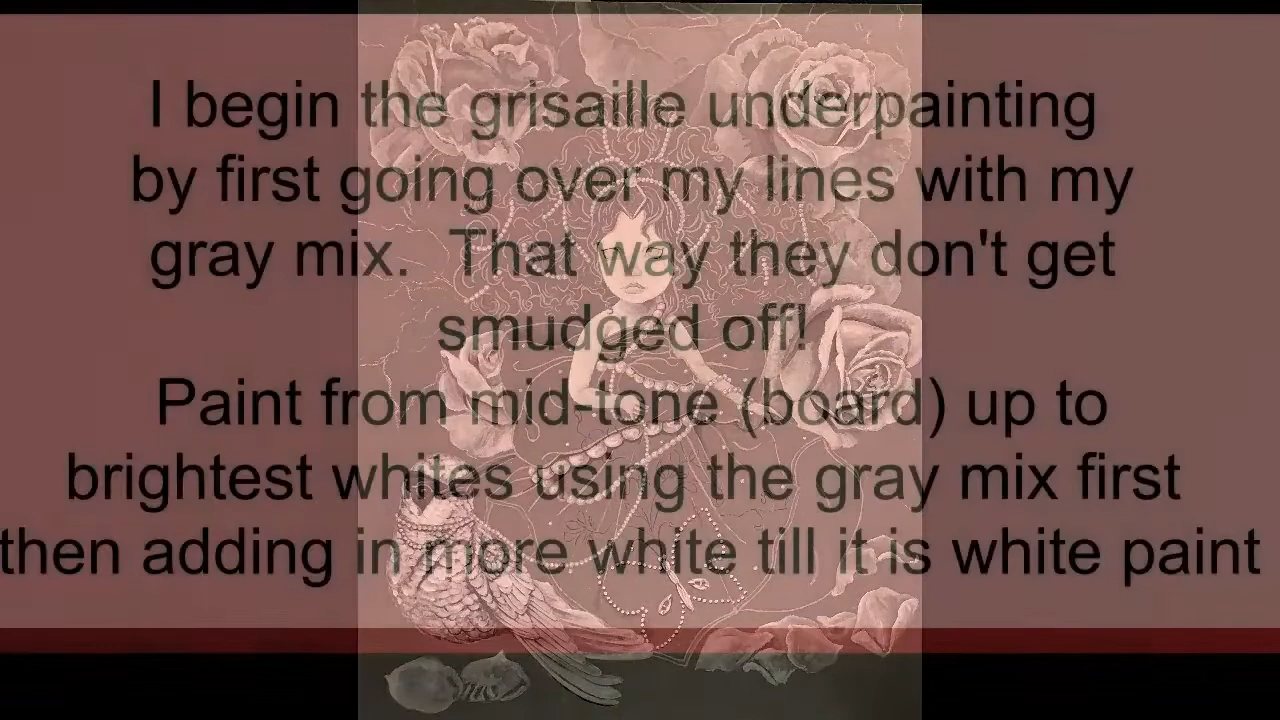 I begin the grisaille underpainting
by first going over my lines with my
gray mix.  That way they don't get
smudged off!
Paint from mid-tone (board) up to
brightest whites using the gray mix first
then adding in more white till it is white paint